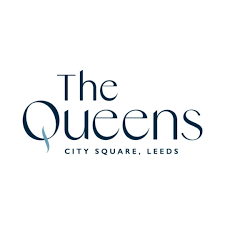 The
Queens
CITY SQUARE, LEEDS